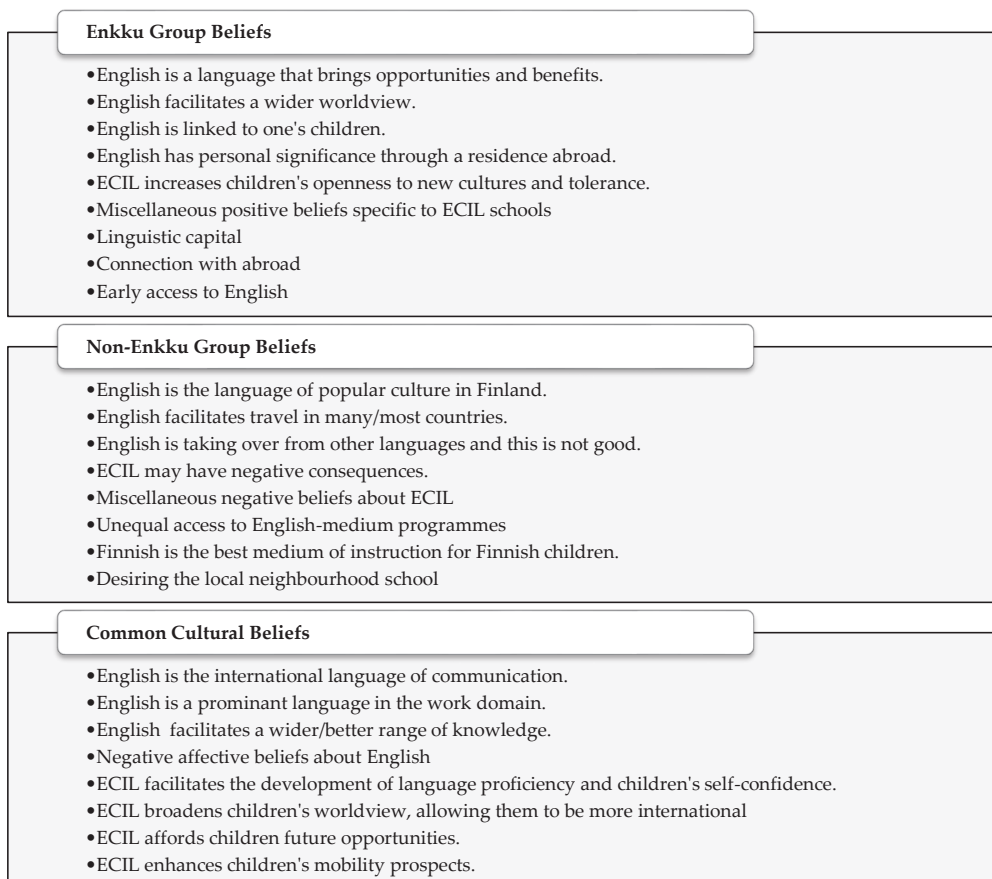 Enkku Group Beliefs
•English is a language that brings opportunities and benefits.
•English facilitates a wider worldview.
•English is linked to one's children.
•English has personal significance through a residence abroad.
•ECIL increases children's openness to new cultures and tolerance.
•Miscellaneous positive beliefs specific to ECIL schools
•Linguistic capital
•Connection with abroad
•Early access to English
Non-Enkku Group Beliefs
•English is the language of popular culture in Finland.
•English facilitates travel in many/most countries.
•English is taking over from other languages and this is not good.
•ECIL may have negative consequences.
•Miscellaneous negative beliefs about ECIL
•Unequal access to English-medium programmes
•Finnish is the best medium of instruction for Finnish children.
•Desiring the local neighbourhood school
Common Cultural Beliefs
•English is the international language of communication.
•English is a prominant language in the work domain.
•English  facilitates a wider/better range of knowledge.
•Negative affective beliefs about English
•ECIL facilitates the development of language proficiency and children's self-confidence.
•ECIL broadens children's worldview, allowing them to be more international
•ECIL affords children future opportunities.
•ECIL enhances children's mobility prospects.